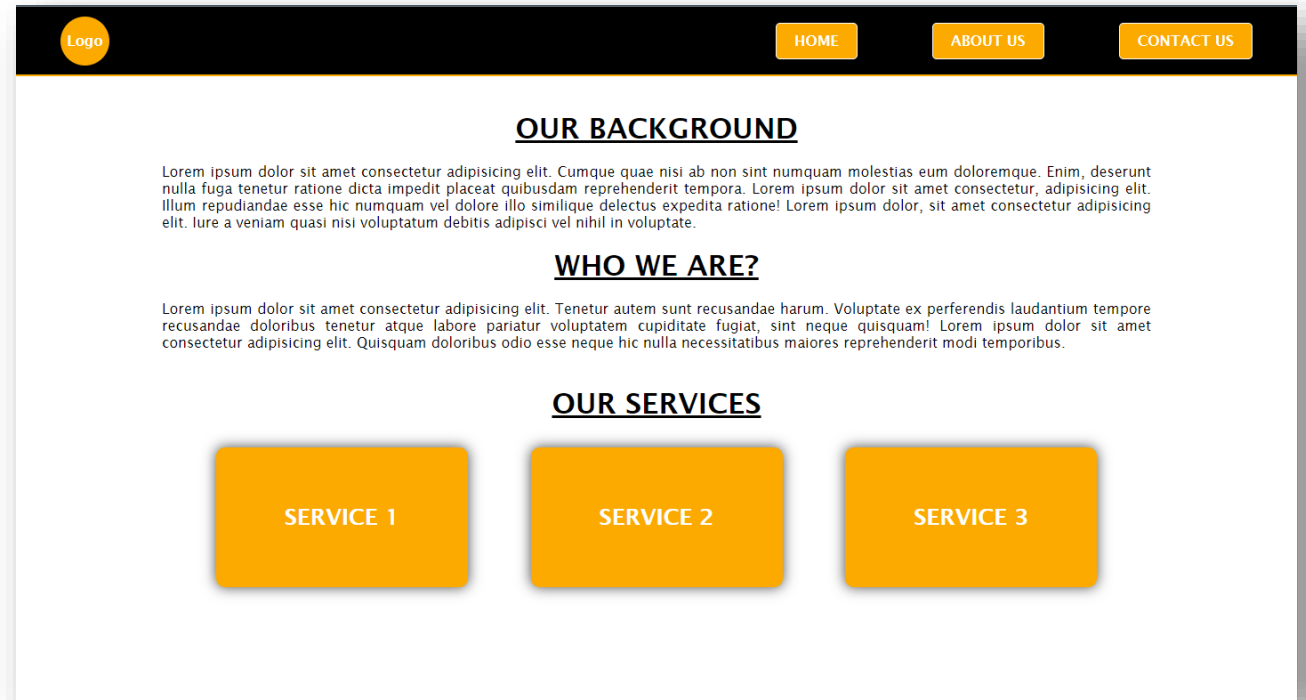 Logo
HOME
ABOUT US
CONTACT US
OUR BACKGROUND
Lorem ipsum dolor sit amet consectetur adipisicing elit. Cumque quae nisi ab non sint numquam molestias eum doloremque. Enim, deserunt
nulla fuga tenetur ratione dicta impedit placeat quibusdam reprehenderit tempora. Lorem ipsum dolor sit amet consectetur, adipisicing elit.
Illum repudiandae esse hic numquam vel dolore illo similique delectus expedita ratione! Lorem ipsum dolor, sit amet consectetur adipisicing
elit. Iure a veniam quasi nisi voluptatum debitis adipisci vel nihil in voluptate.
WHO WE ARE?
Lorem ipsum dolor sit amet consectetur adipisicing elit. Tenetur autem sunt recusandae harum. Voluptate ex perferendis laudantium tempore
recusandae doloribus tenetur atque labore pariatur voluptatem cupiditate fugiat, sint neque quisquam! Lorem ipsum dolor sit amet
consectetur adipisicing elit. Quisquam doloribus odio esse neque hic nulla necessitatibus maiores reprehenderit modi temporibus.
OUR SERVICES
SERVICE 1
SERVICE 2
SERVICE 3